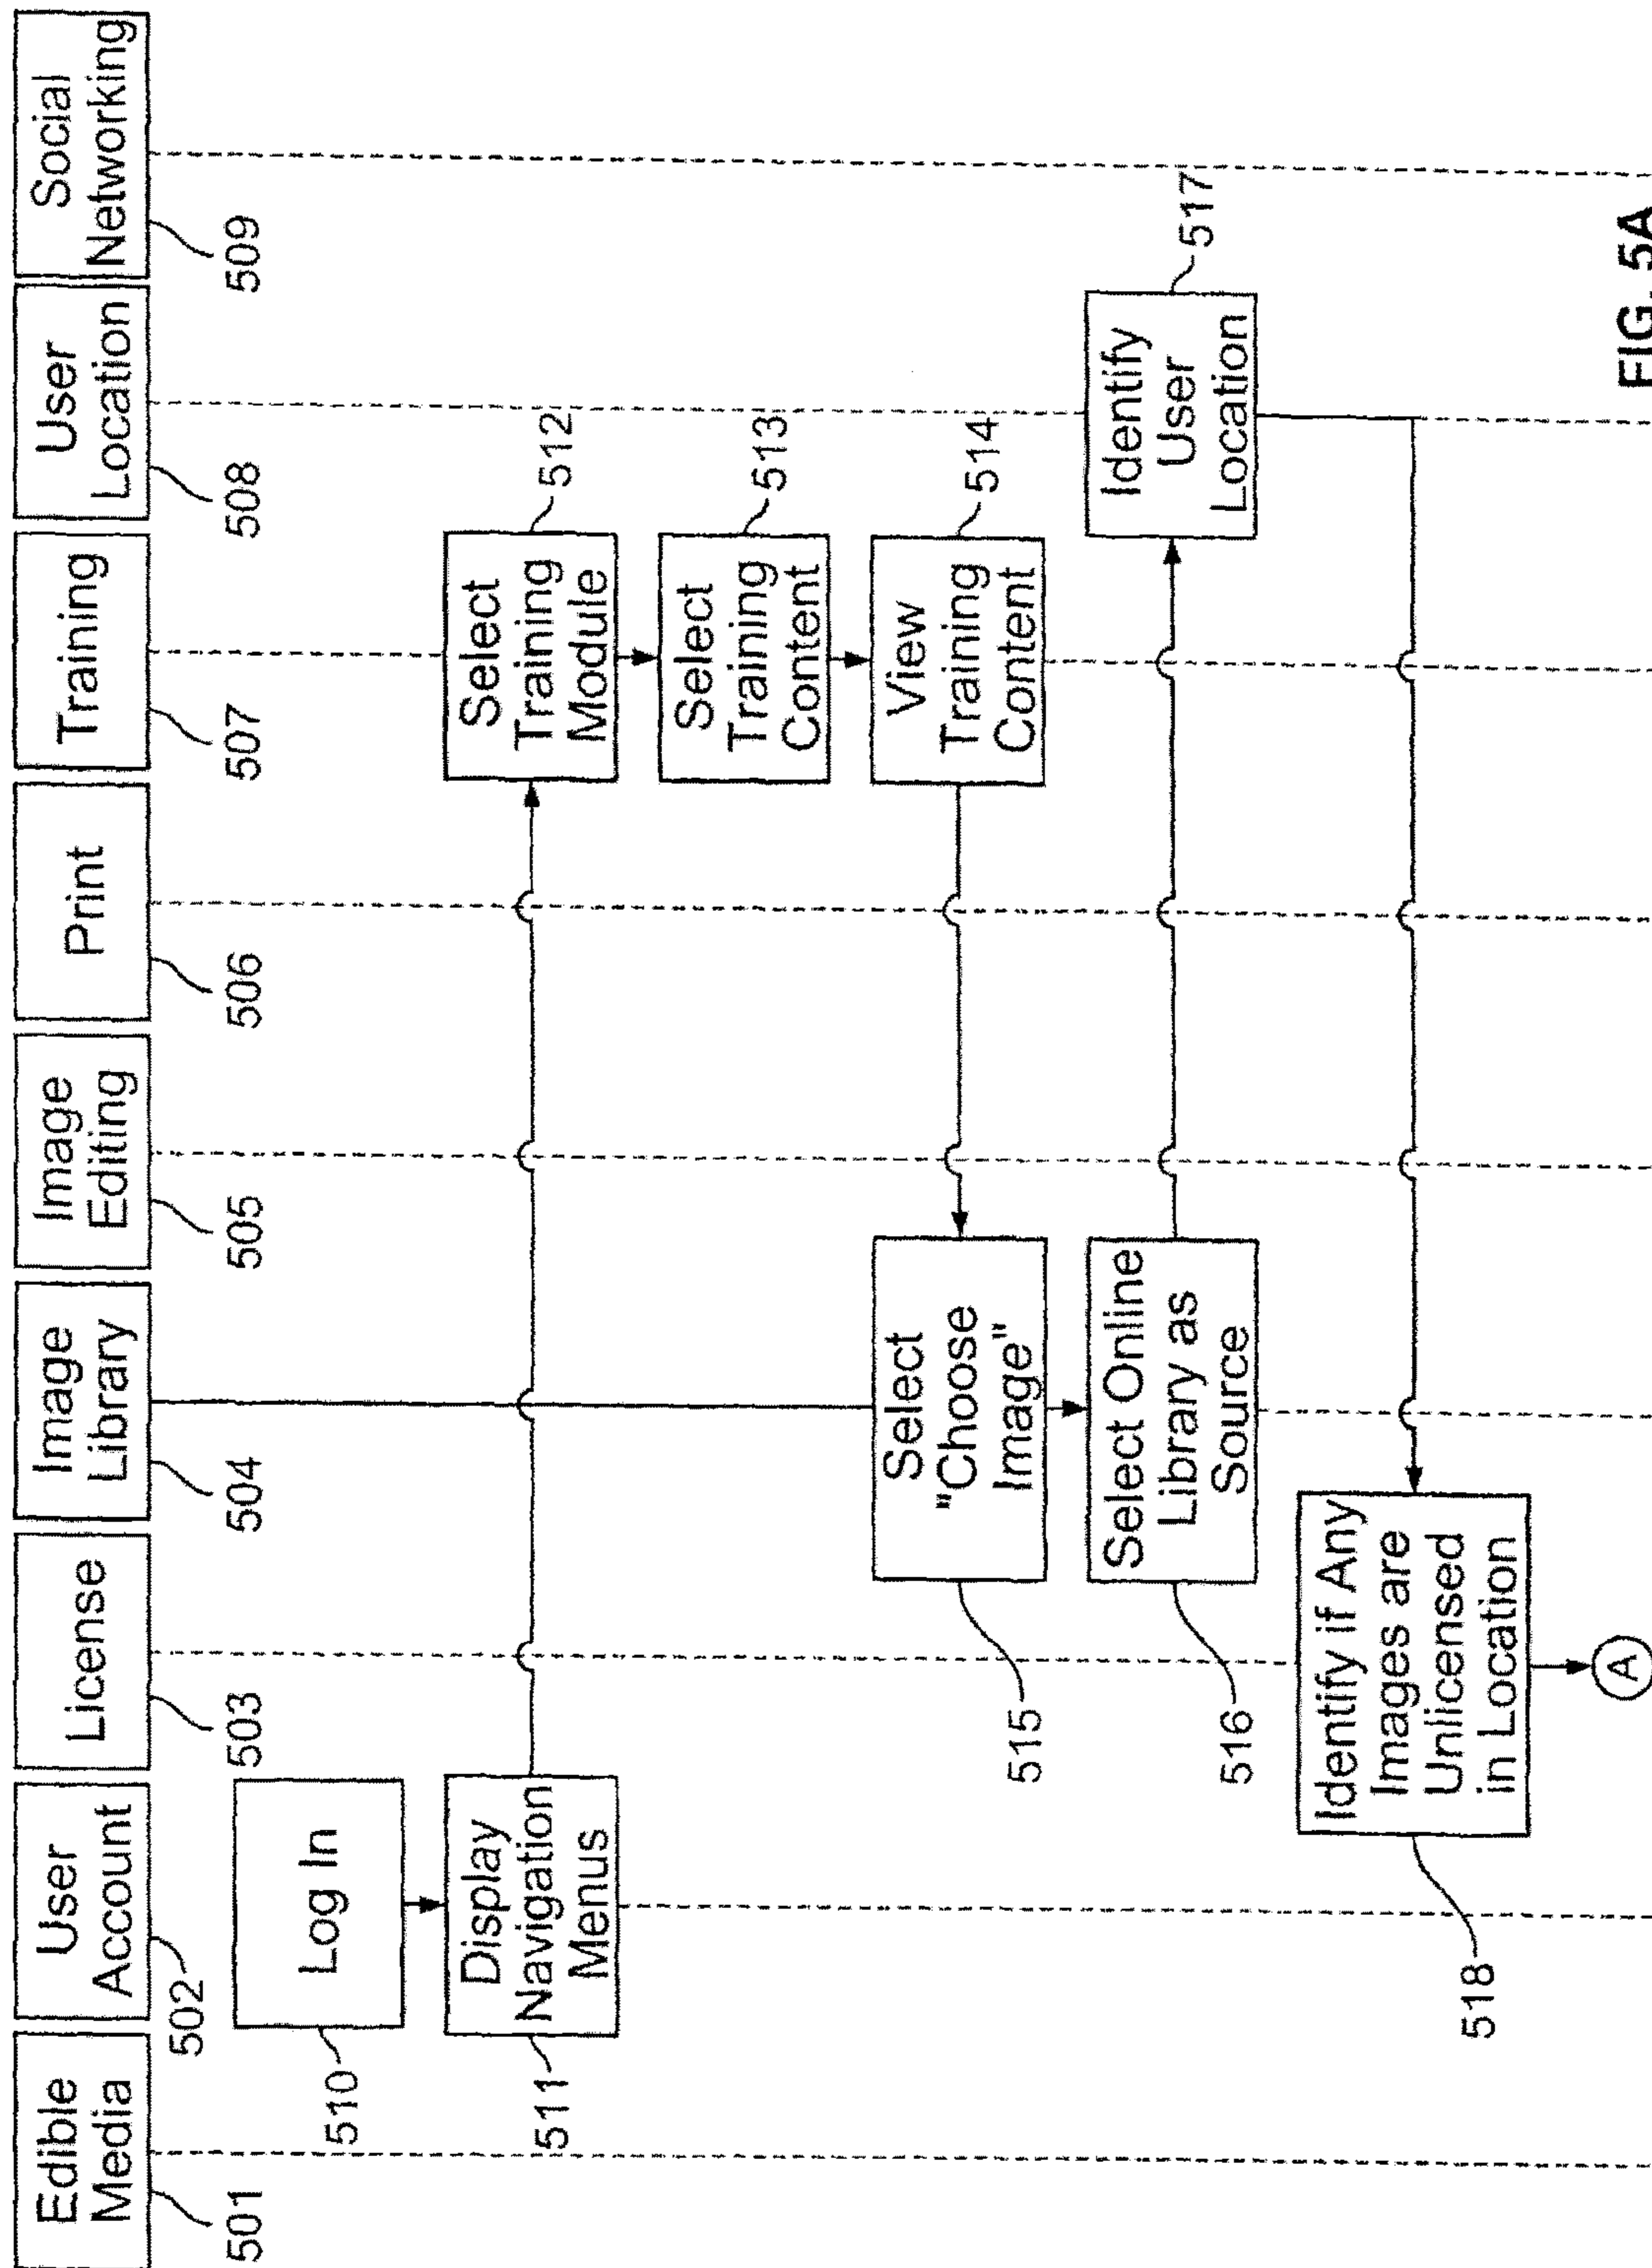 Edible
Media
501
User
Account
502
License
503
Image
Library
504
Image
Editing
505
Print
506
Training
507
User
Location
508
Social
Networking
509
Log In
510
Display
Navigation
Menus
511
Select
Training
Module
512
Select
Training
Content
513
View
Training
Content
514
Select
"Choose
Image"
515
Select Online
Library as
Source
516
Identify
User
Location
517
Identify if Any
Images are
Unlicensed
in Location
518
A
FIG. 5A